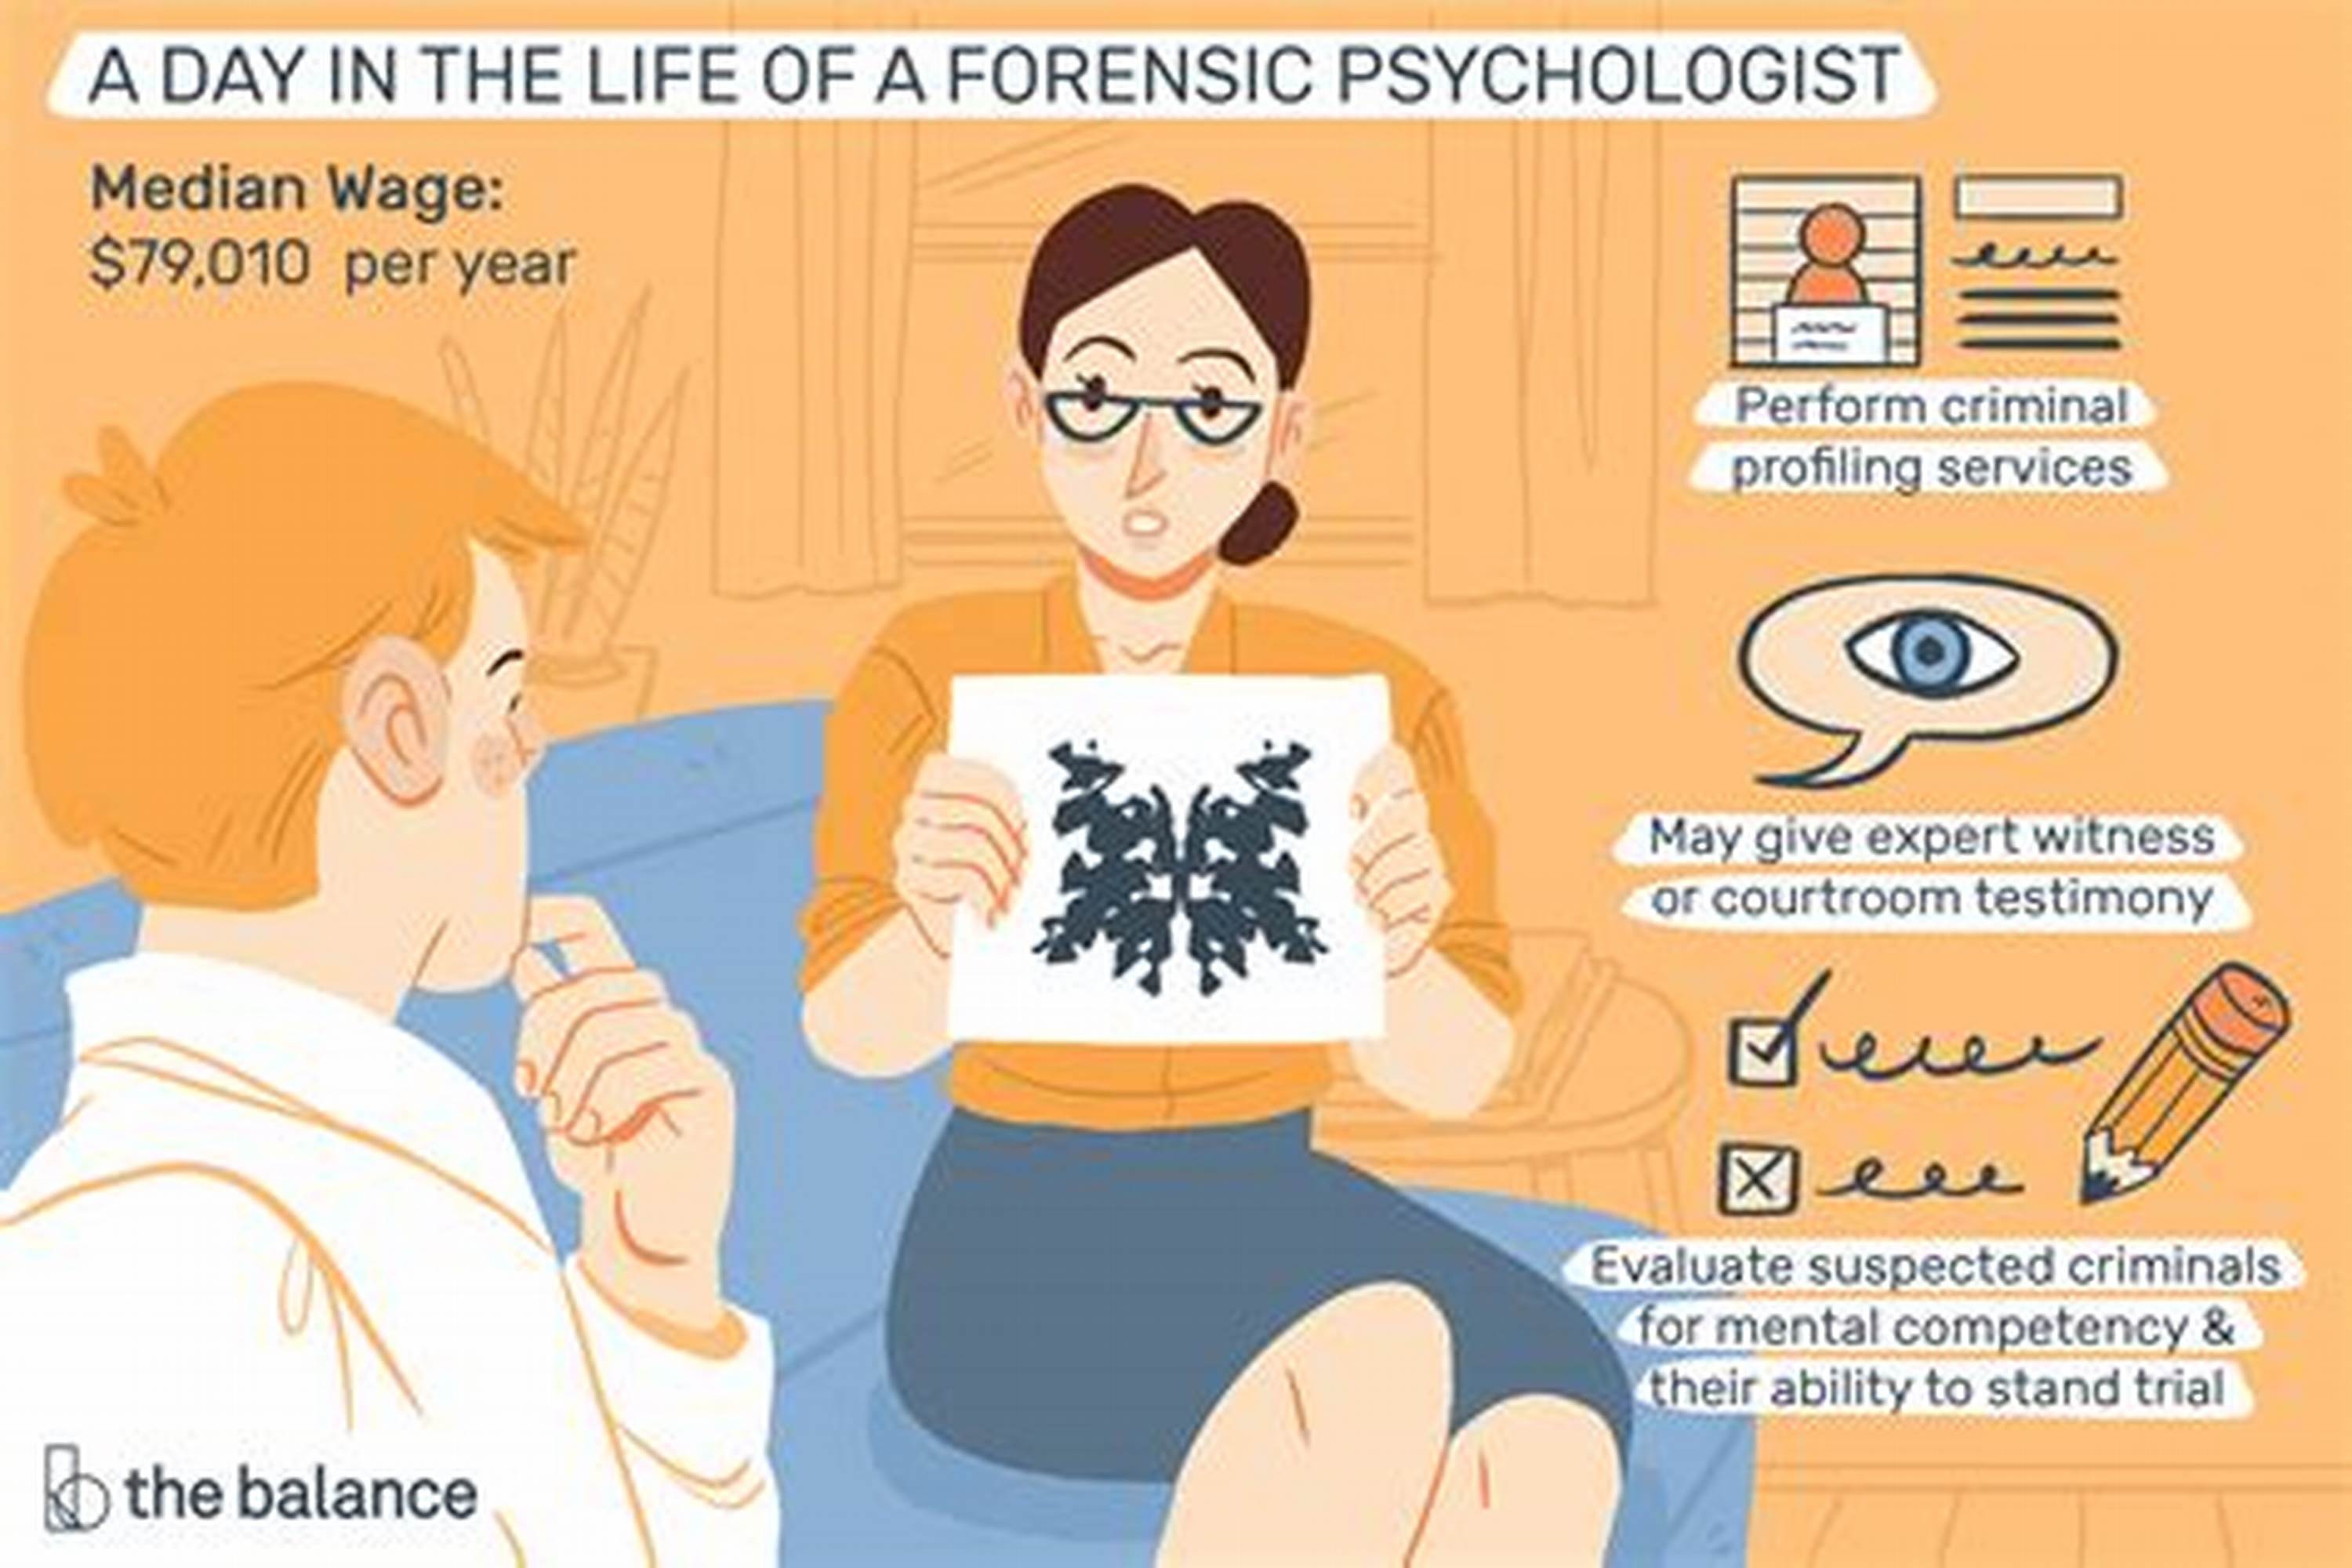 A DAY IN THE LIFE OF A FORENSIC PSYCHOLOGIST
Median Wage:
$79,010 per year
Perform criminal
profiling services
May give expert witness
or courtroom testimony
Evaluate suspected criminals
for mental competency &
their ability to stand trial
the balance